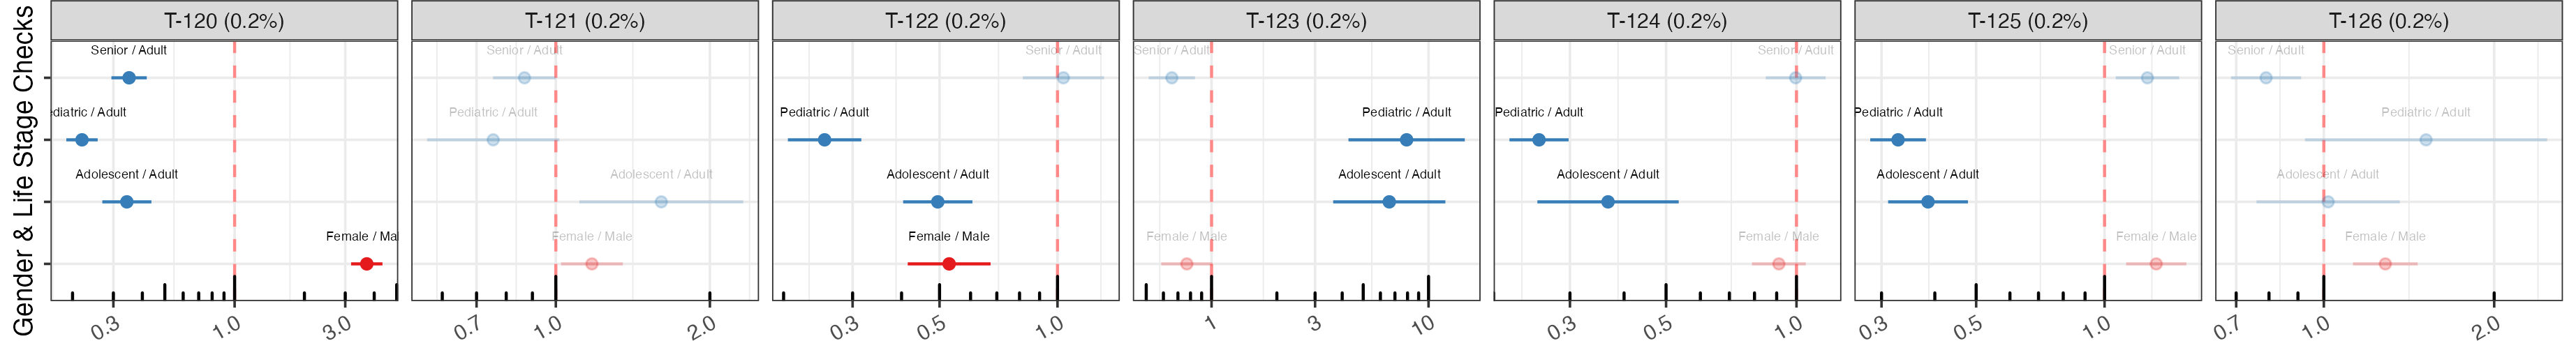 Gender & Life Stage Checks
T-120 (0.2%)
Senior / Adult
ediatric / Adult
Adolescent / Adult
Female / Mal
0.3 1.0 3.0
T-121 (0.2%)
Senior / Adult
Pediatric / Adult
Adolescent / Adult
Female / Male
0.7 1.0 2.0
T-122 (0.2%)
Senior / Adult
Pediatric / Adult
Adolescent / Adult
Female / Male
0.3 0.5 1.0
T-123 (0.2%)
Senior / Adult
Pediatric / Adult
Adolescent / Adult
Female / Male
1 3 10
T-124 (0.2%)
Senior / Adult
Pediatric / Adult
Adolescent / Adult
Female / Male
0.3 0.5 1.0
T-125 (0.2%)
Senior / Adult
Pediatric / Adult
Adolescent / Adult
Female / Male
0.3 0.5 1.0
T-126 (0.2%)
Senior / Adult
Pediatric / Adult
Adolescent / Adult
Female / Male
0.7 1.0 2.0